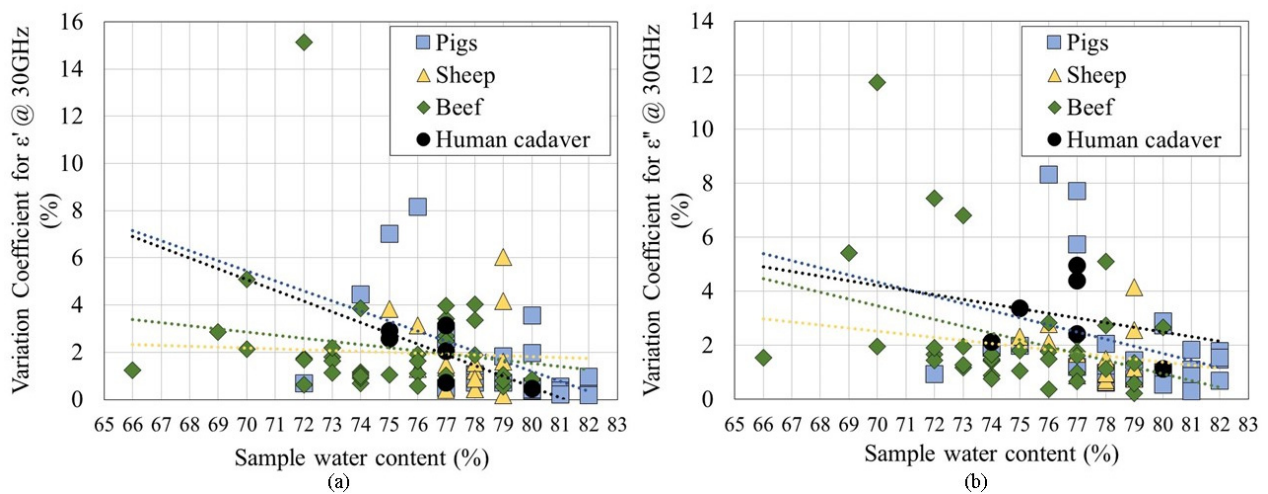 Variation Coefficient for ε' @ 30GHz
(%)
16
14
12
10
8
6
4
2
0
Pigs
Sheep
Beef
Human cadaver
65 66 67 68 69 70 71 72 73 74 75 76 77 78 79 80 81 82 83
Sample water content (%)
(a)
Variation Coefficient for ε" @ 30GHz
(%)
14
12
10
8
6
4
2
0
Pigs
Sheep
Beef
Human cadaver
65 66 67 68 69 70 71 72 73 74 75 76 77 78 79 80 81 82 83
Sample water content (%)
(b)